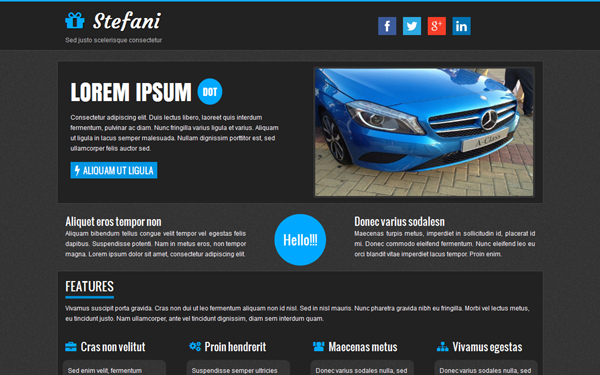 Stefani
Sed justo scelerisque consectetur
LOREM IPSUM DOT
Consectetur adipiscing elit. Duis lectus libero, laoreet quis interdum
fermentum, pulvinar ac diam. Nunc fringilla varius ligula et varius. Aliquam
ut ligula in lacus semper malesuada. Nullam dignissim porttitor est, sed
ullamcorper felis auctor sed.
ALIQUAM UT LIGULA
A-Class
Aliquet eros tempor non
Aliquam bibendum tellus congue velit tempor vel egestas felis
dapibus. Suspendisse potenti. Nam in metus eros, non tempor
magna. Lorem ipsum dolor sit amet, consectetur adipiscing elit.
Hello!!!
Donec varius sodalesn
Maecenas turpis metus, imperdiet in sollicitudin id, placerat id
mi. Donec commodo eleifend fermentum. Nunc eleifend leo eu
orci blandit vitae imperdiet lacus tempor. Proin enim.
FEATURES
Vivamus suscipit porta gravida. Cras non dui ut leo fermentum aliquam non id nisl. Sed in nisl mauris. Nunc pharetra gravida nibh eu fringilla. Morbi vel lectus metus,
eu tincidunt justo. Nam ullamcorper, ante vel tincidunt dignissim, diam sem interdum quam.
Cras non velitut
Proin hendrerit
Maecenas metus
Vivamus egestas
Sed enim velit, fermentum
Suspendisse semper ultricies
Donec varius sodales nulla, sed
Donec varius sodales nulla, sed